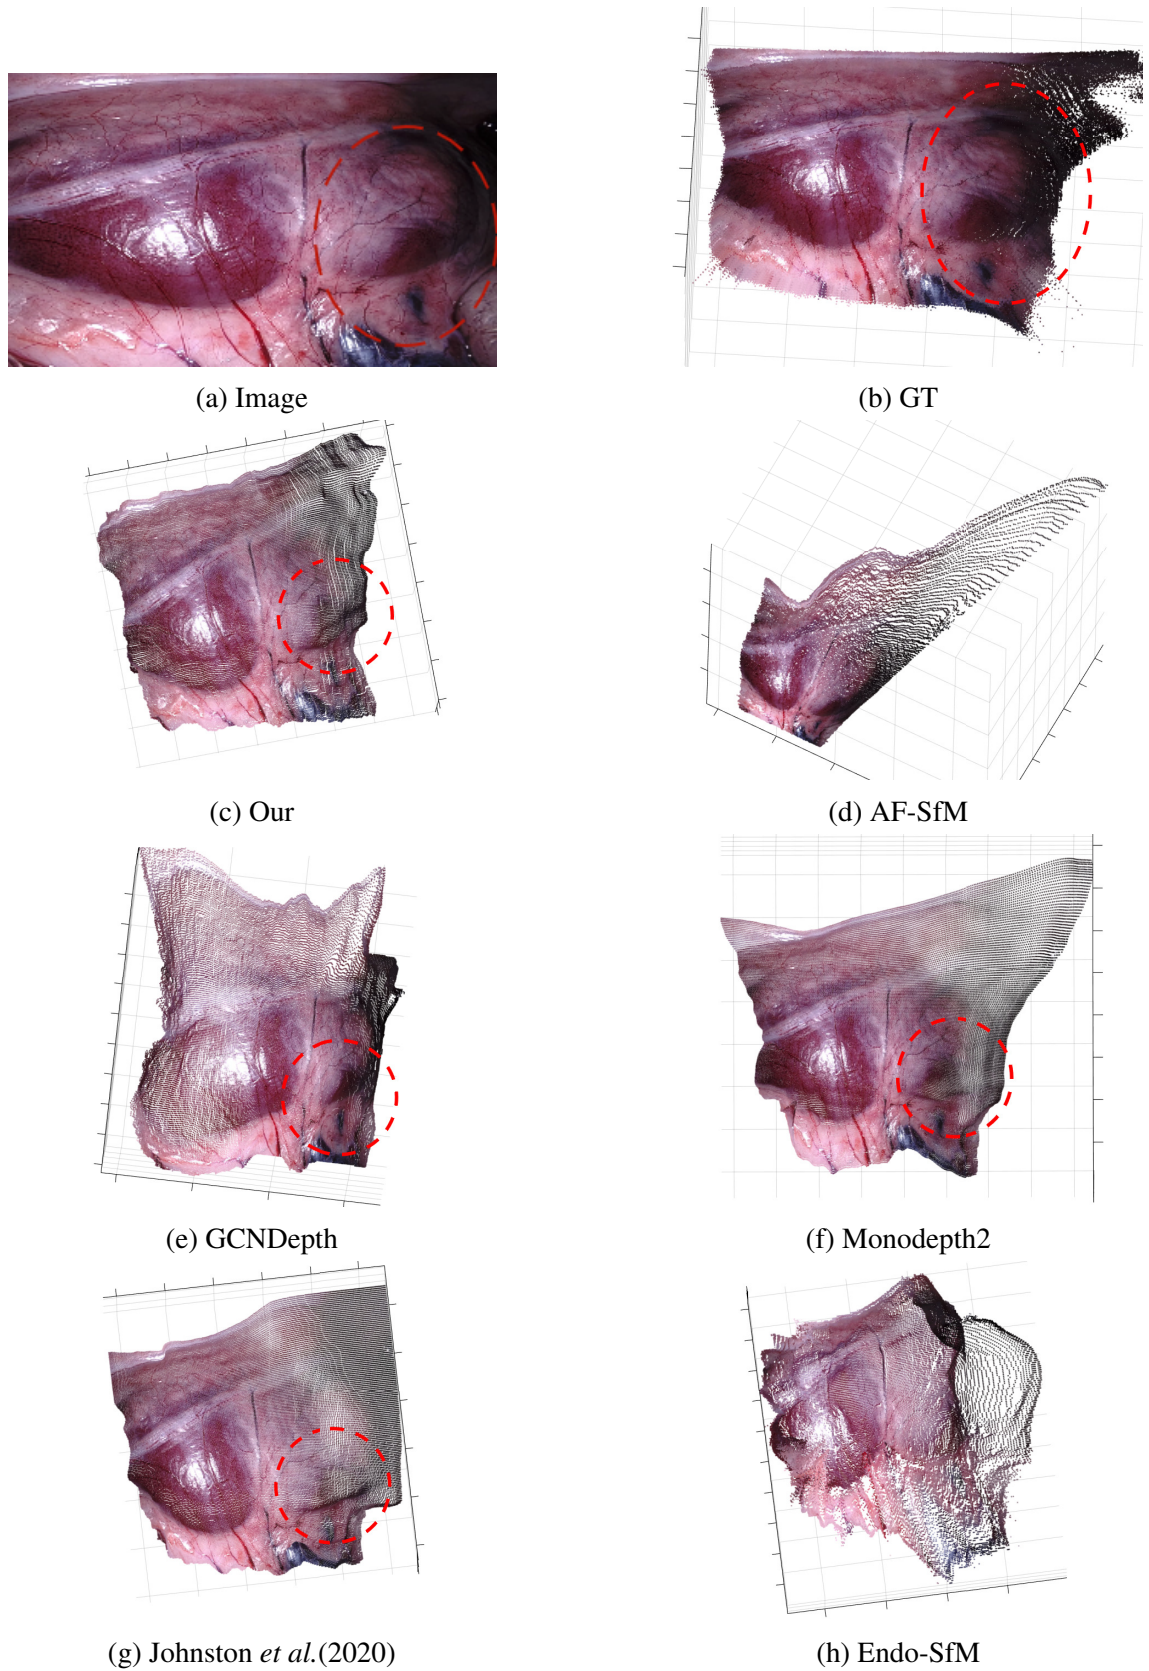 (a) Image
(b) GT
(c) Our
(d) AF-SfM
(e) GCNDepth
(f) Monodepth2
(g) Johnston et al.(2020)
(h) Endo-SfM